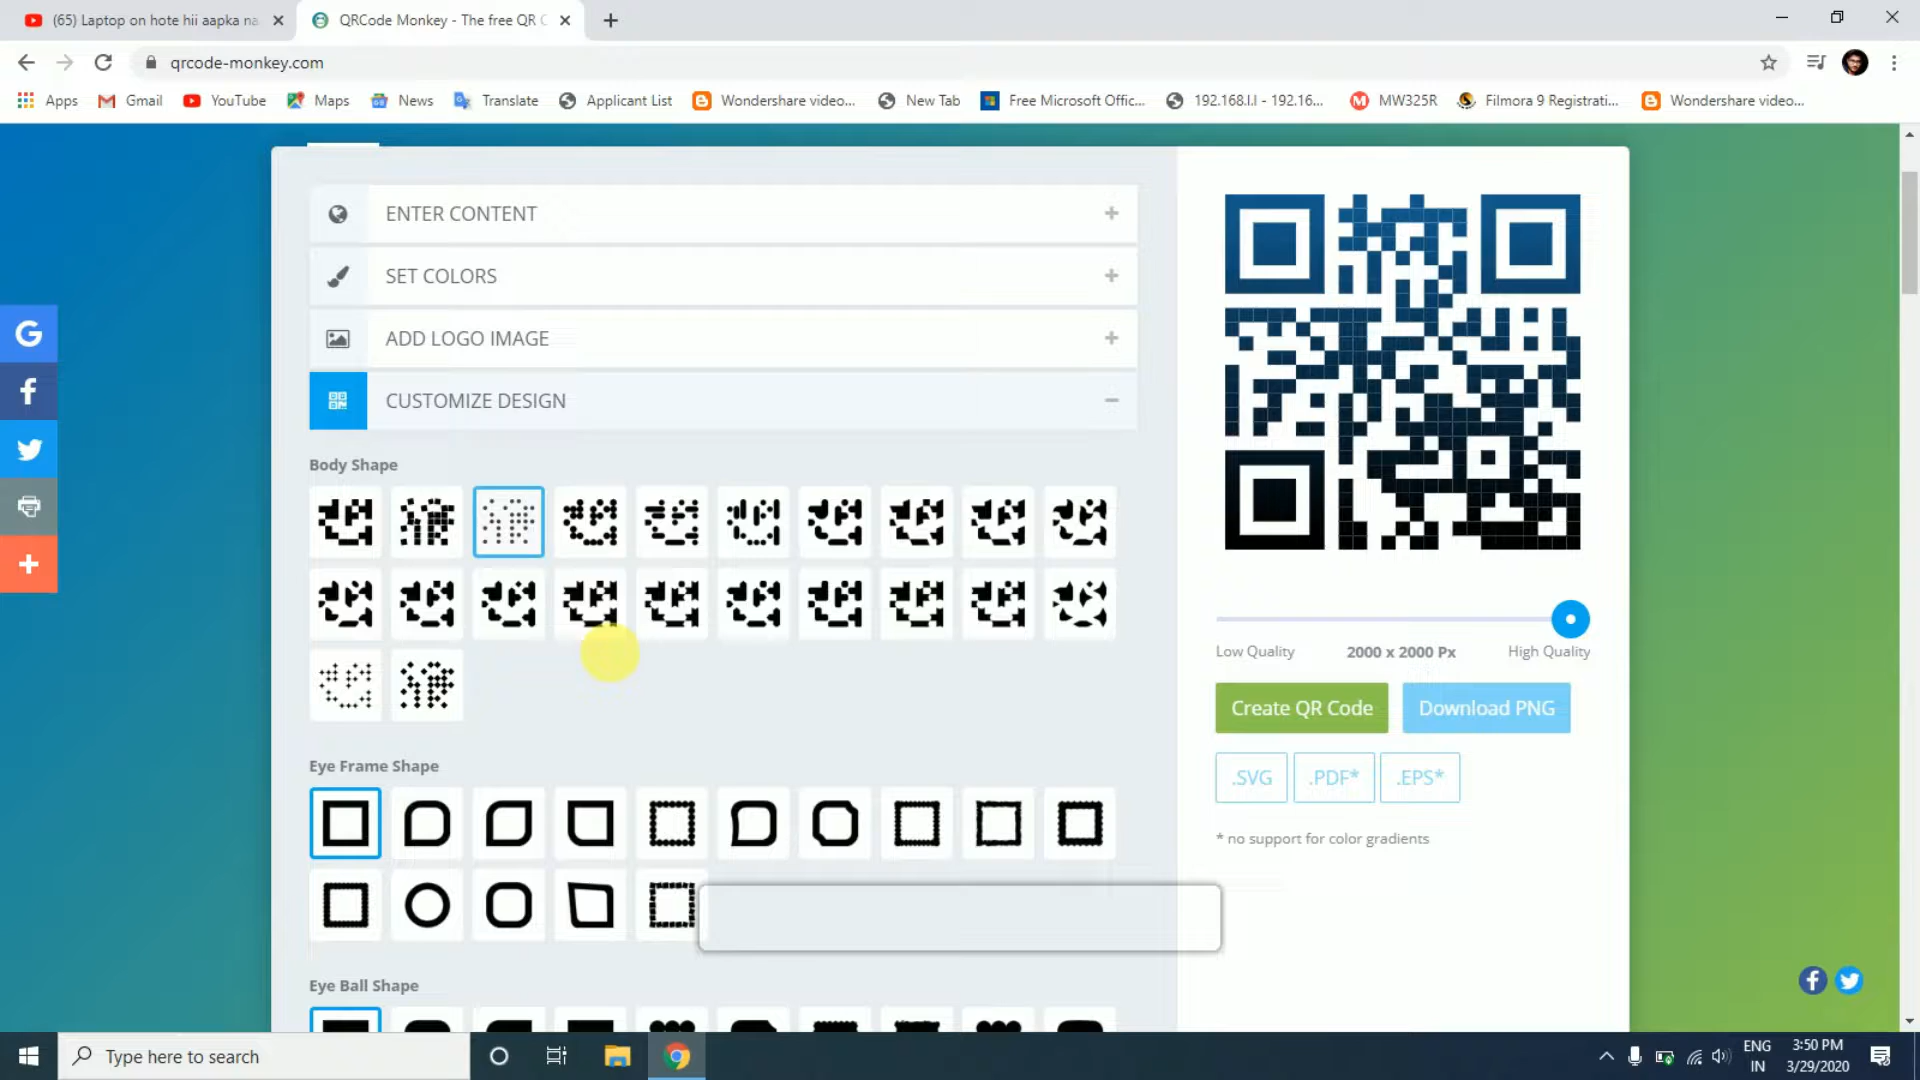 (65) Laptop on hote hii aapka na
QRCode Monkey - The free QR C
qrcode-monkey.com
Apps
Gmail
YouTube
Maps
News
Translate
Applicant List
Wondershare video...
New Tab
Free Microsoft Offic...
192.168.l.l - 192.16...
MW325R
Filmora 9 Registrati...
Wondershare video...
ENTER CONTENT
SET COLORS
ADD LOGO IMAGE
CUSTOMIZE DESIGN
Body Shape
Eye Frame Shape
Eye Ball Shape
Low Quality
2000 x 2000 Px
High Quality
Create QR Code
Download PNG
.SVG
.PDF*
.EPS*
* no support for color gradients
Type here to search
ENG
IN
3:50 PM
3/29/2020